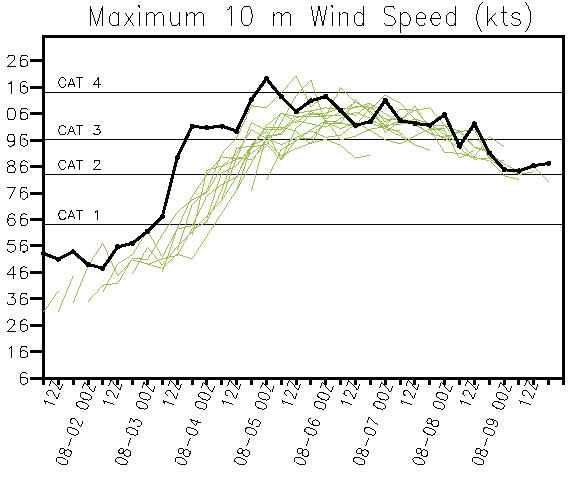 Maximum 10 m Wind Speed (kts)
26
16
06
96
86
76
66
56
46
36
26
16
6
CAT 4
CAT 3
CAT 2
CAT 1
12Z
08-02 00Z
12Z
08-03 00Z
12Z
08-04 00Z
12Z
08-05 00Z
12Z
08-06 00Z
12Z
08-07 00Z
12Z
08-08 00Z
12Z
08-09 00Z
12Z